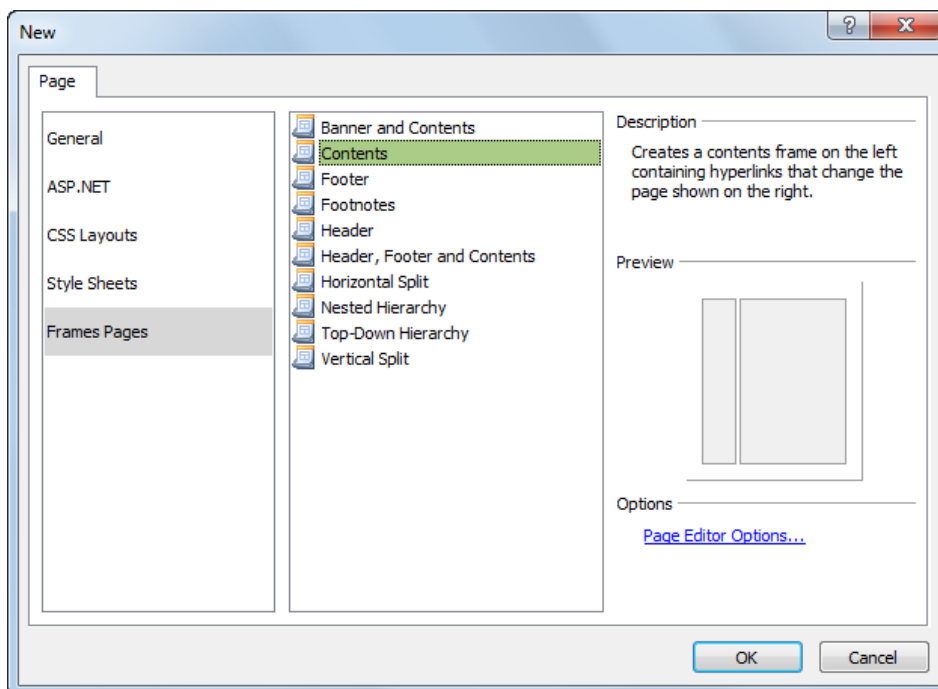 New
?
X
Page
General
ASP.NET
CSS Layouts
Style Sheets
Frames Pages
Banner and Contents
Contents
Footer
Footnotes
Header
Header, Footer and Contents
Horizontal Split
Nested Hierarchy
Top-Down Hierarchy
Vertical Split
Description
Creates a contents frame on the left
containing hyperlinks that change the
page shown on the right.
Preview
Options
Page Editor Options...
OK
Cancel